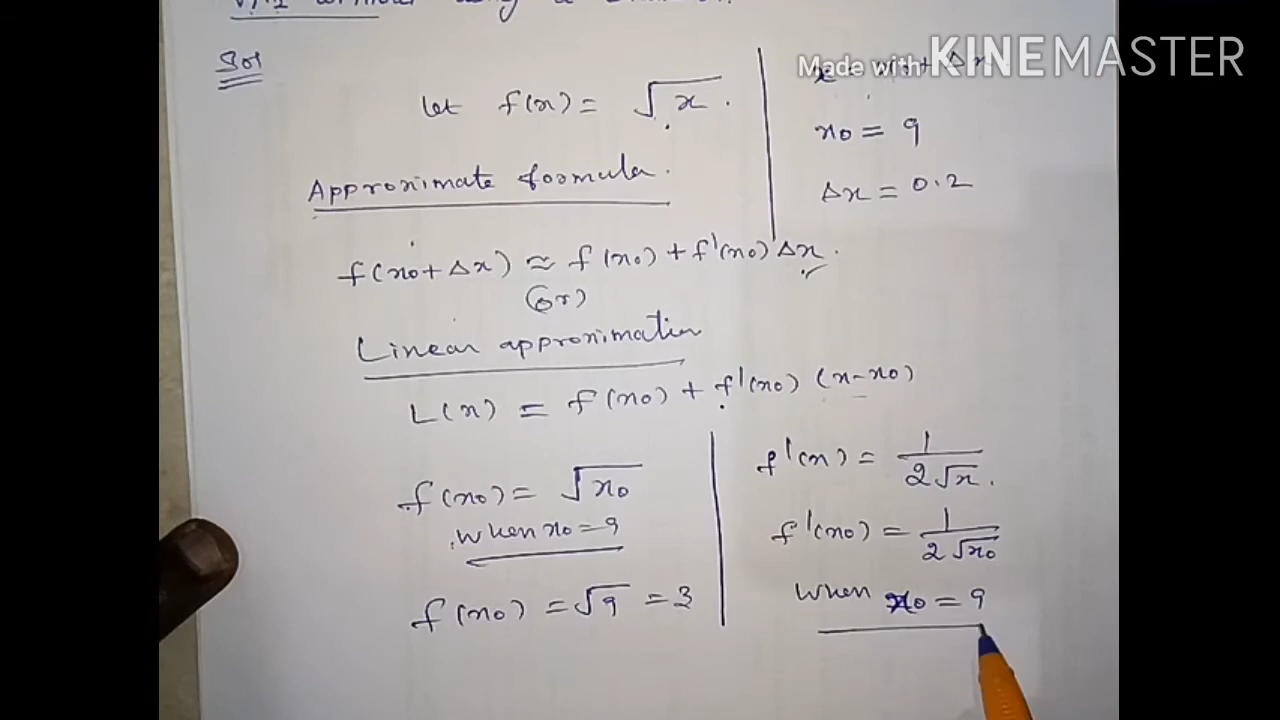 Sol
Made with KINEMASTER
let f(x) = √x.
x0 = 9
Δx = 0.2
Approximate formula.
f(x0 + Δx) ≈ f(x0) + f'(x0) Δx.
(or)
Linear approximation
L(x) = f(x0) + f'(x0) (x-x0)
f(x0) = √x0
when x0 = 9
f(x0) = √9 = 3
f'(x) = 1/2√x.
f'(x0) = 1/2√x0
when x0 = 9